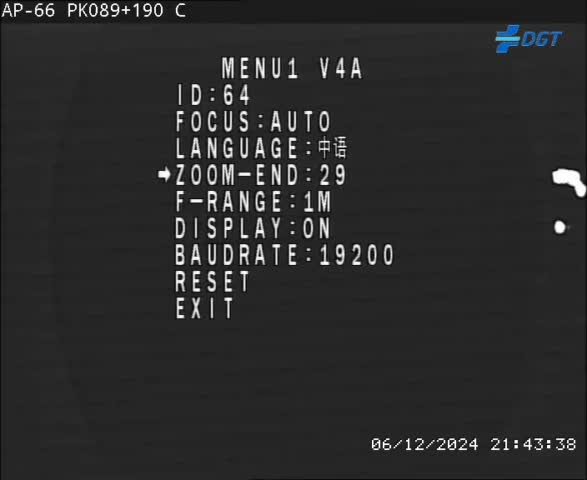 AP-66 PK089+190 C
DGT
MENU1 V4A
ID:64
FOCUS:AUTO
LANGUAGE:中语
ZOOM-END:29
F-RANGE:1M
DISPLAY:ON
BAUDRATE:19200
RESET
EXIT
06/12/2024 21:43:38